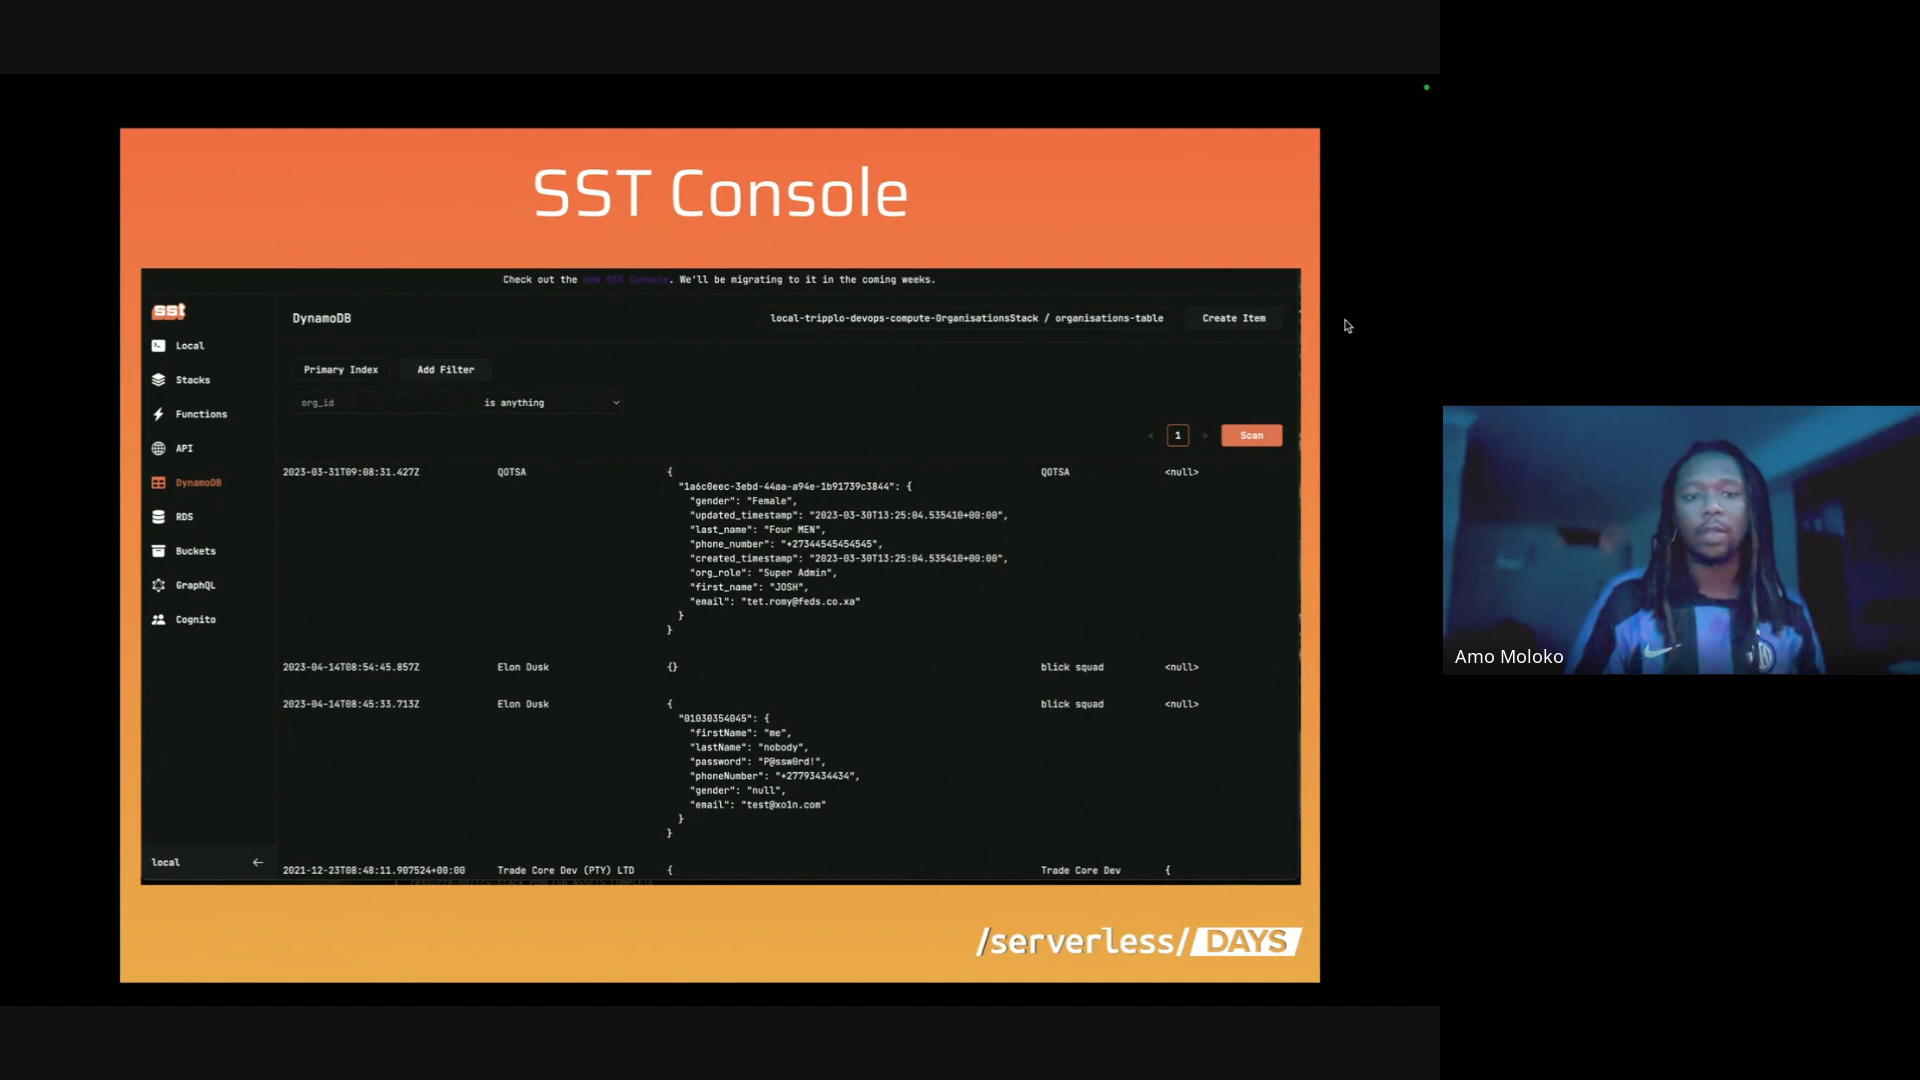 SST Console
Check out the new SST Console. We'll be migrating to it in the coming weeks.
sst
DynamoDB
local-tripplo-devops-compute-OrganisationsStack / organisations-table
Create Item
Local
Stacks
Functions
API
DynamoDB
RDS
Buckets
GraphQL
Cognito
local
Primary Index
Add Filter
org_id
is anything
< 1 >
Scan
2023-03-31T09:08:31.427Z QOTSA { QOTSA <null>
"1a6c0eec-3ebd-44aa-a94e-1b91739c3844": {
"gender": "Female",
"updated_timestamp": "2023-03-30T13:25:04.535410+00:00",
"last_name": "Four MEN",
"phone_number": "+27344545454545",
"created_timestamp": "2023-03-30T13:25:04.535410+00:00",
"org_role": "Super Admin",
"first_name": "JOSH",
"email": "tet.romy@feds.co.xa"
}
}
2023-04-14T08:54:45.857Z Elon Dusk {} blick squad <null>
2023-04-14T08:45:33.713Z Elon Dusk { blick squad <null>
"01030354045": {
"firstName": "me",
"lastName": "nobody",
"password": "P@ssw0rd!",
"phoneNumber": "+27793434434",
"gender": "null",
"email": "test@xo1n.com"
}
}
2021-12-23T08:48:11.907524+00:00 Trade Core Dev (PTY) LTD { Trade Core Dev {
/serverless/ DAYS
Amo Moloko